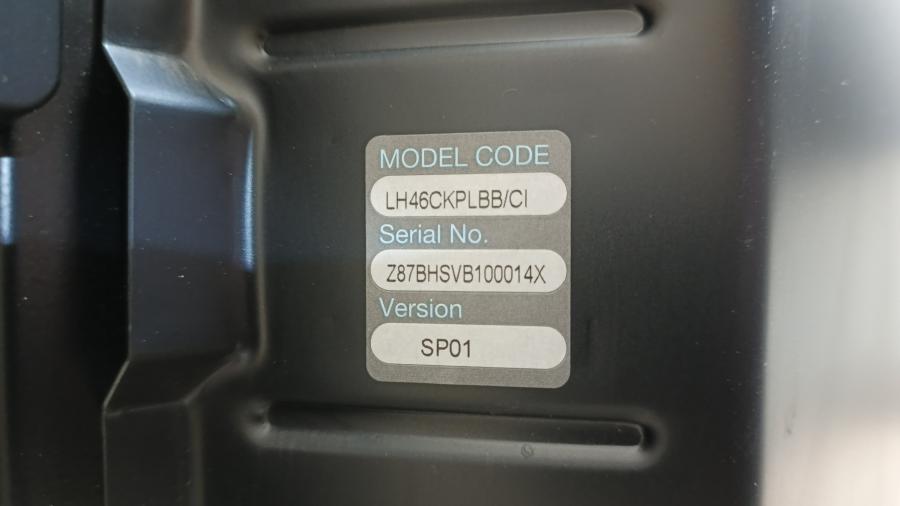 MODEL CODE
LH46CKPLBB/CI
Serial No.
Z87BHSVB100014X
Version
SP01